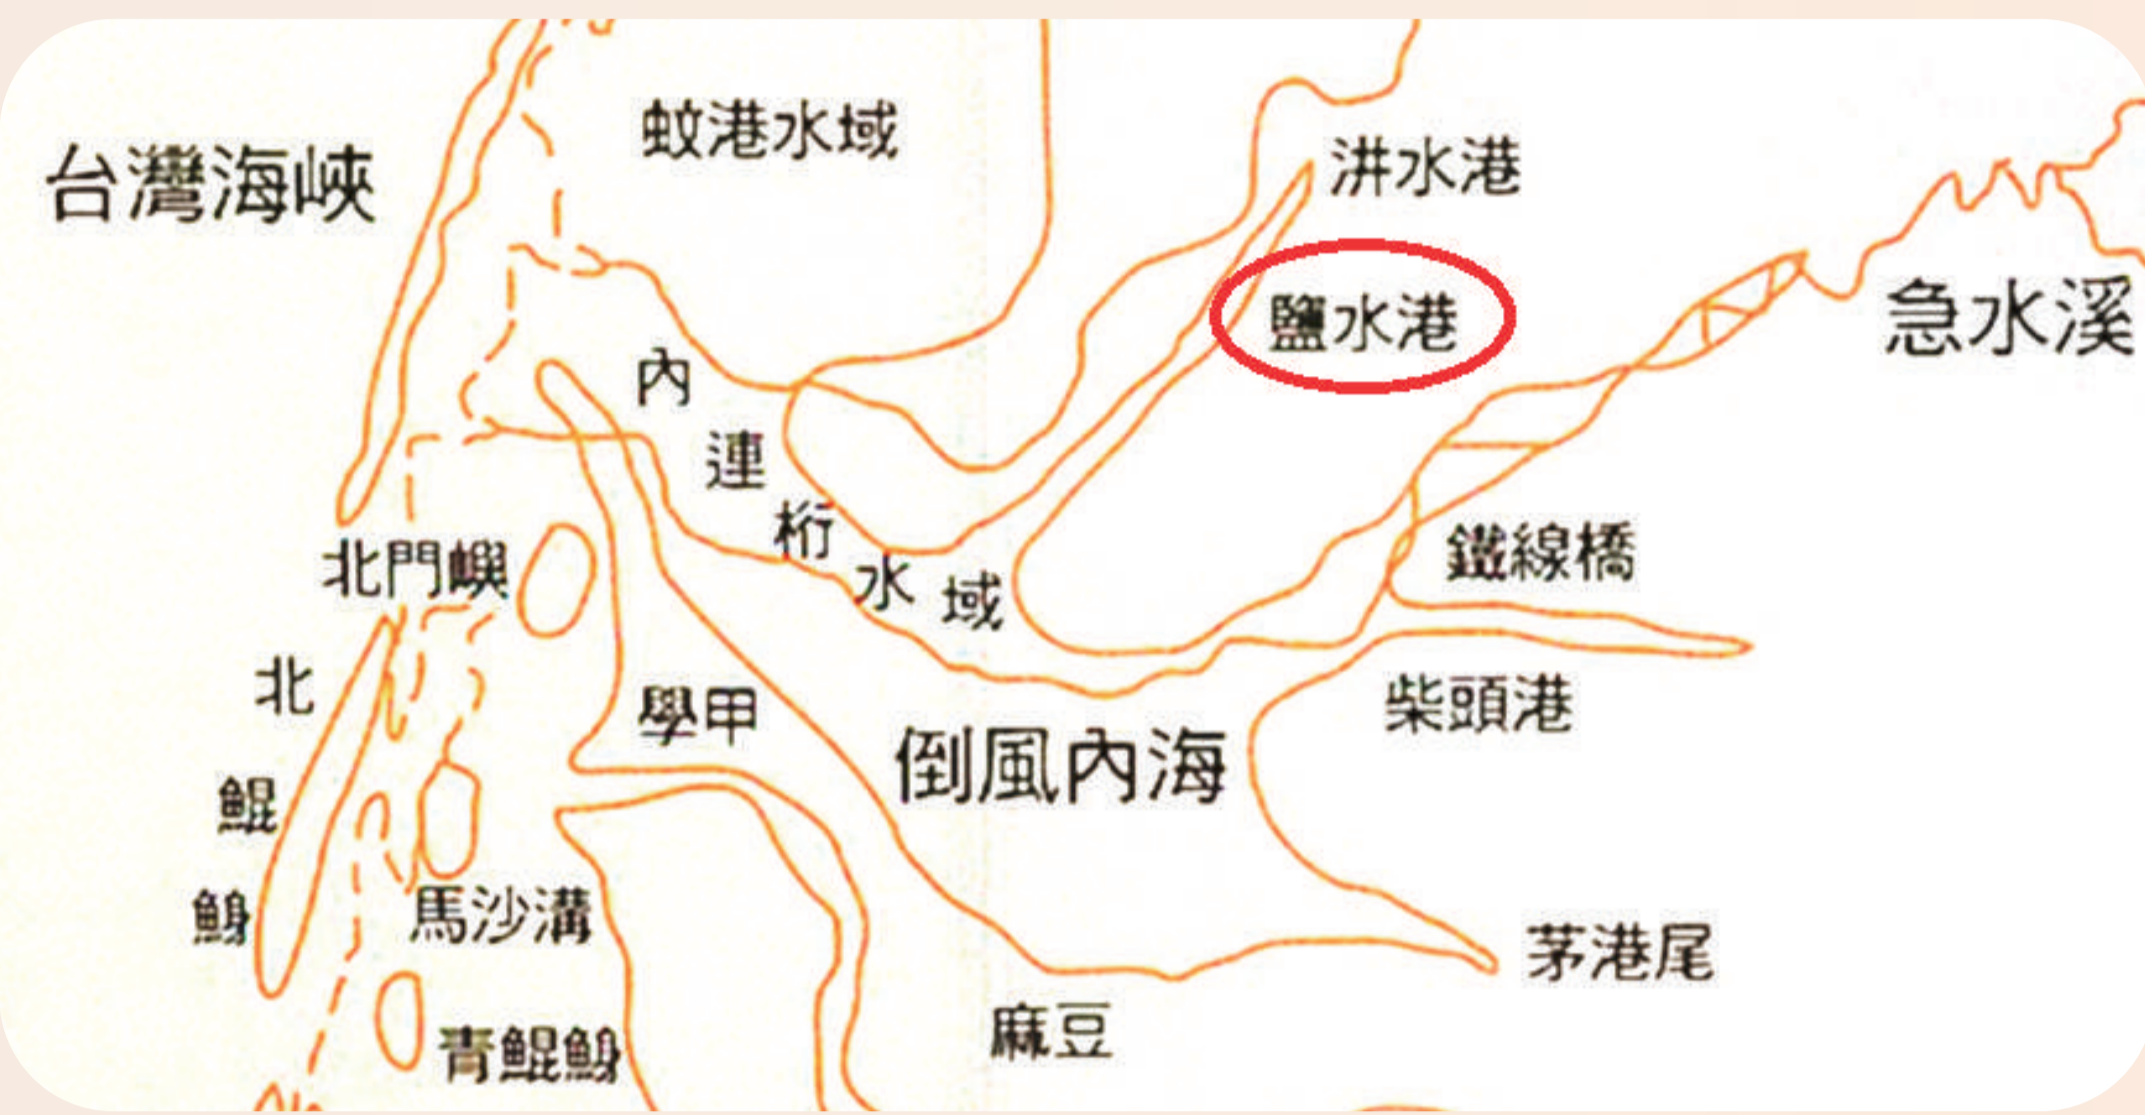 蚊港水域
台灣海峽
汫水港
鹽水港
急水溪
內連桁水域
北門嶼
鐵線橋
北鯤鯓
學甲
柴頭港
倒風內海
馬沙溝
茅港尾
麻豆
青鯤鯓